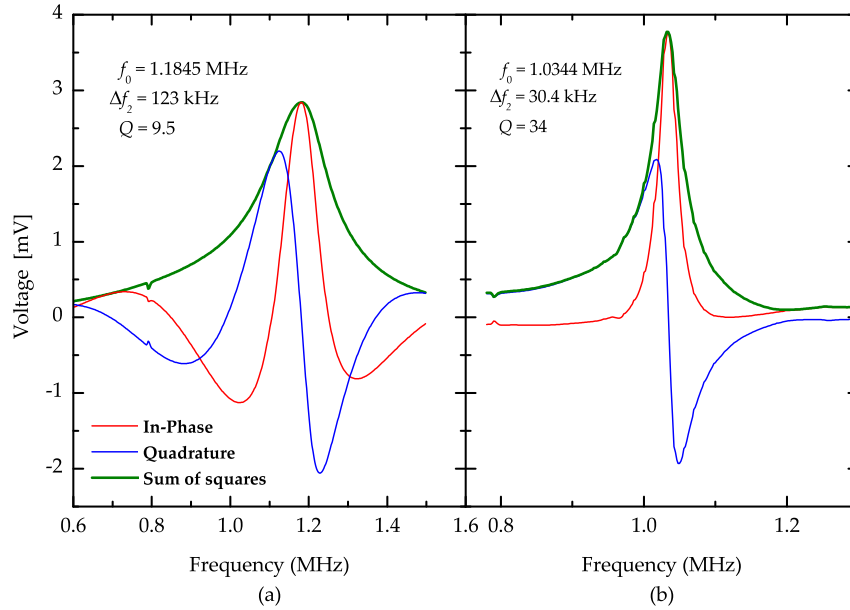 4
3
2
1
0
-1
-2
Voltage [mV]
f0 = 1.1845 MHz
Δf2 = 123 kHz
Q = 9.5
In-Phase
Quadrature
Sum of squares
0.6 0.8 1.0 1.2 1.4 1.6
Frequency (MHz)
(a)
f0 = 1.0344 MHz
Δf2 = 30.4 kHz
Q = 34
0.8 1.0 1.2
Frequency (MHz)
(b)